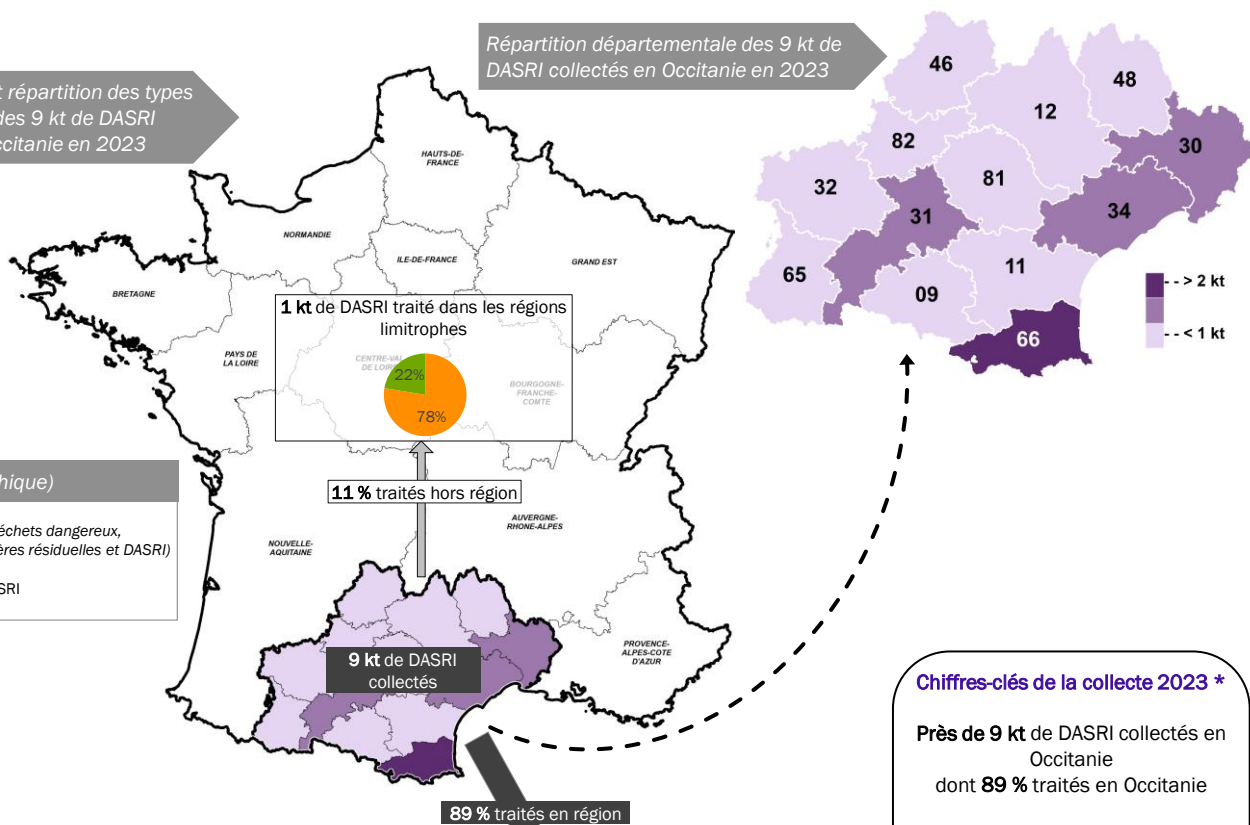 Répartition départementale des 9 kt de
DASRI collectés en Occitanie en 2023
t répartition des types
des 9 kt de DASRI
ccitanie en 2023
46
48
12
30
82
81
32
31
34
65
11
09
66
> 2 kt
< 1 kt
HAUTS-DE-
FRANCE
NORMANDIE
ILE-DE-FRANCE
GRAND EST
BRETAGNE
PAYS DE
LA LOIRE
1 kt de DASRI traité dans les régions
limitrophes
CENTRE-VAL
DE LOIR
BOURGOGNE-
FRANCHE-
COMTE
22%
78%
11 % traités hors région
hique)
échets dangereux,
ères résiduelles et DASRI)
SRI
NOUVELLE-
AQUITAINE
AUVERGNE-
RHONE-ALPES
PROVENCE-
ALPES-COTE
D'AZUR
9 kt de DASRI
collectés
89 % traités en région
Chiffres-clés de la collecte 2023 *
Près de 9 kt de DASRI collectés en
Occitanie
dont 89 % traités en Occitanie